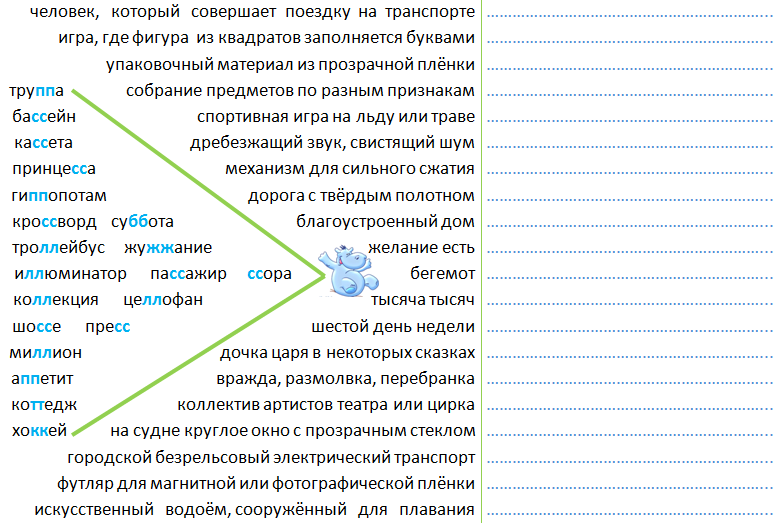 человек, который совершает поездку на транспорте
игра, где фигура из квадратов заполняется буквами
упаковочный материал из прозрачной плёнки
труппа собрание предметов по разным признакам
бассейн спортивная игра на льду или траве
кассета дребезжащий звук, свистящий шум
принцесса механизм для сильного сжатия
гиппопотам дорога с твёрдым полотном
кроссворд суббота благоустроенный дом
троллейбус жужжание желание есть
иллюминатор пассажир ссора бегемот
коллекция целлофан тысяча тысяч
шоссе пресс шестой день недели
миллион дочка царя в некоторых сказках
аппетит вражда, размолвка, перебранка
коттедж коллектив артистов театра или цирка
хоккей на судне круглое окно с прозрачным стеклом
городской безрельсовый электрический транспорт
футляр для магнитной или фотографической плёнки
искусственный водоём, сооружённый для плавания